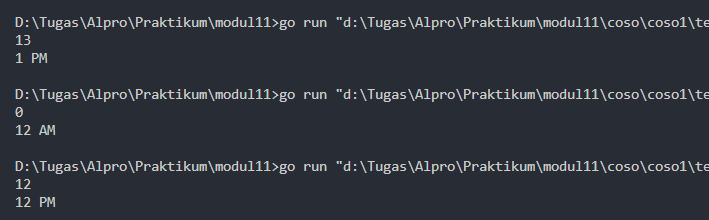 D:\Tugas\Alpro\Praktikum\modul11>go run "d:\Tugas\Alpro\Praktikum\modul11\coso\coso1\te
13
1 PM
D:\Tugas\Alpro\Praktikum\modul11>go run "d:\Tugas\Alpro\Praktikum\modul11\coso\coso1\te
0
12 AM
D:\Tugas\Alpro\Praktikum\modul11>go run "d:\Tugas\Alpro\Praktikum\modul11\coso\coso1\te
12
12 PM